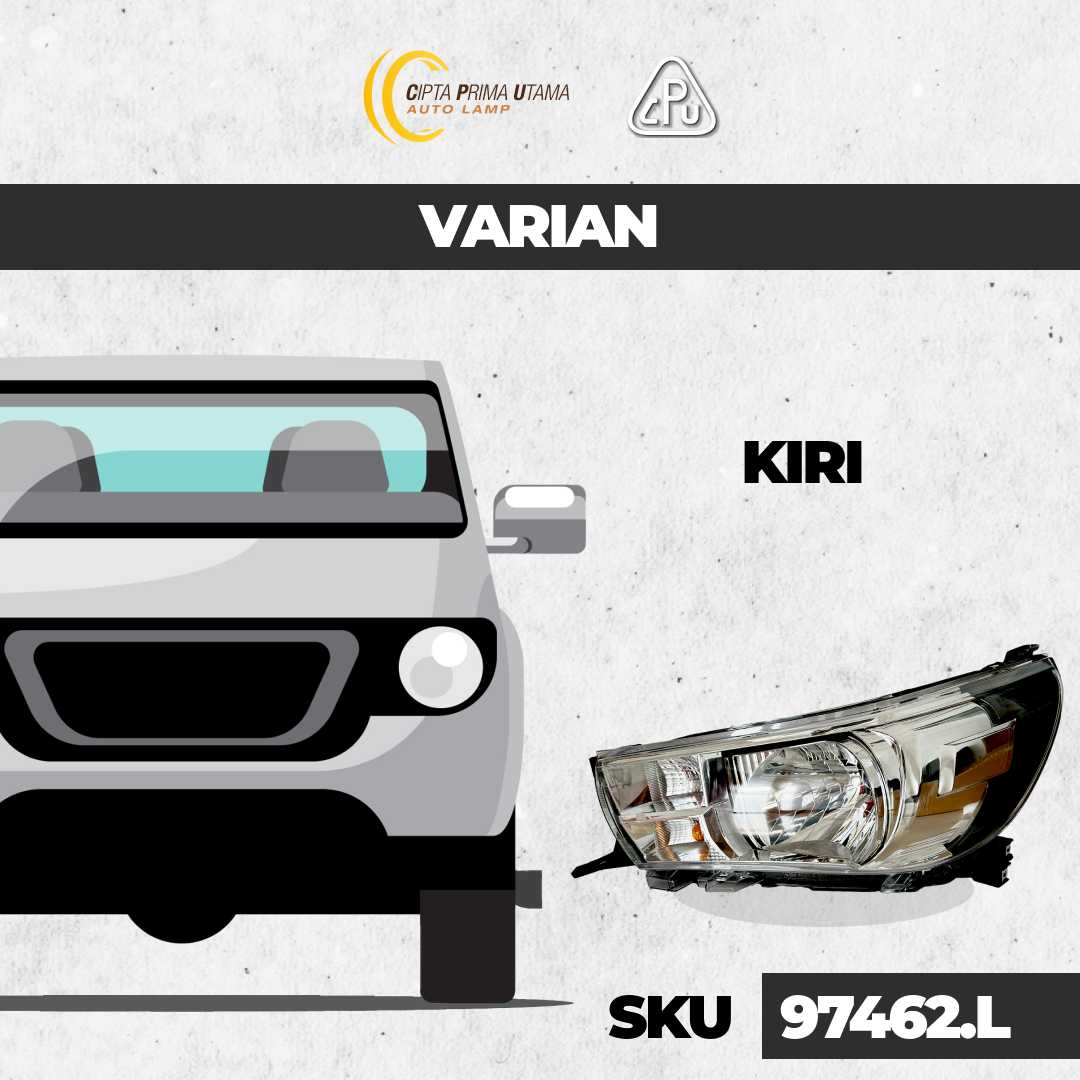 CIPTA PRIMA UTAMA
AUTO LAMP
CPU
VARIAN
KIRI
SKU 97462.L